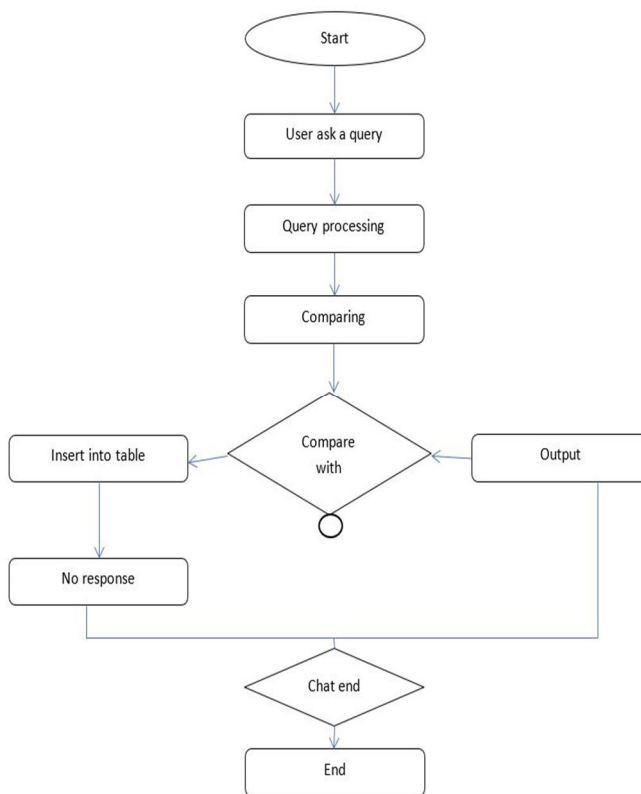 Start
User ask a query
Query processing
Comparing
Compare
with
Insert into table
Output
No response
Chat end
End